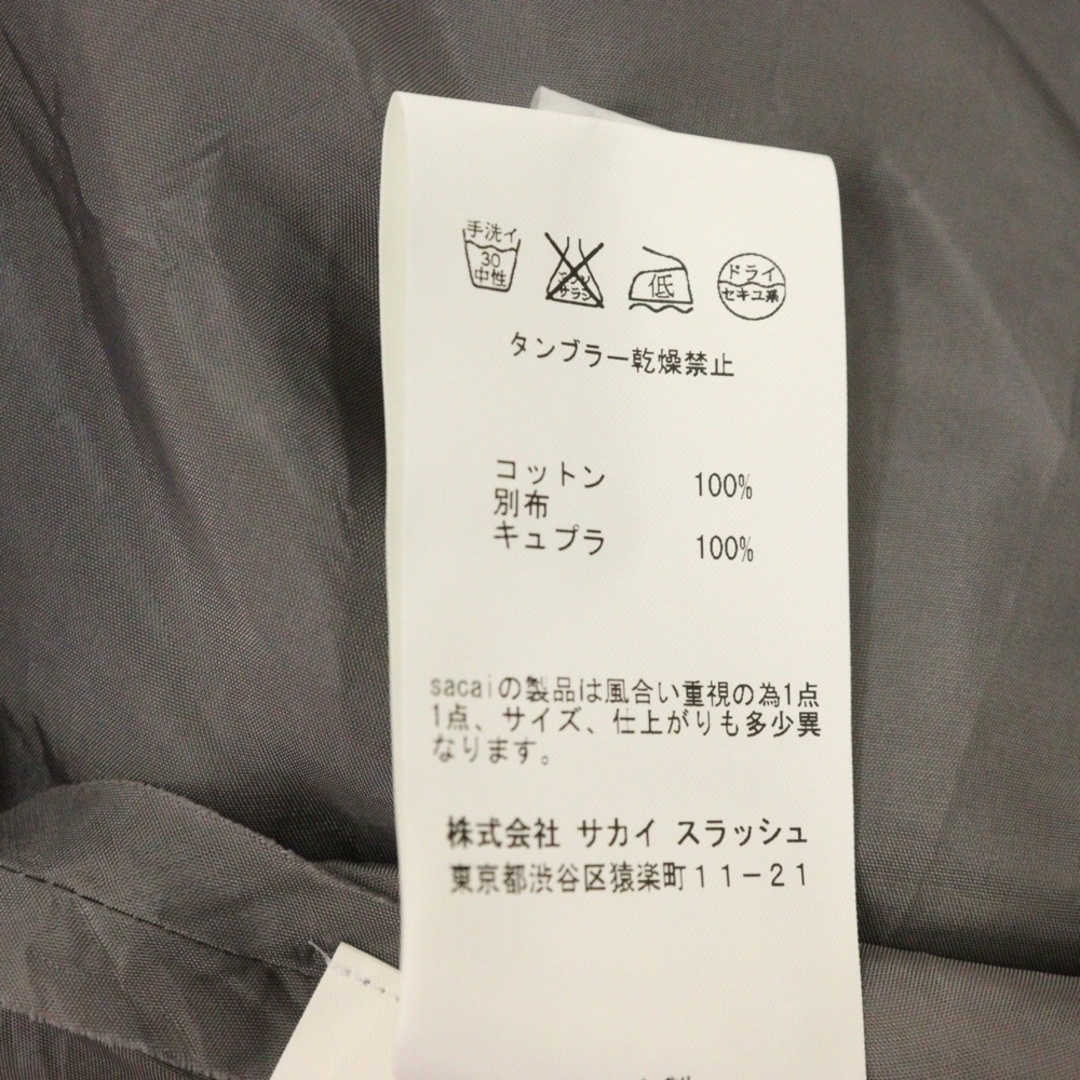 手洗イ
30
中性
低
ドライ
セキユ系
タンブラー乾燥禁止
コットン 100%
別布
キュプラ 100%
sacaiの製品は風合い重視の為1点
1点、サイズ、仕上がりも多少異
なります。
株式会社 サカイ スラッシュ
東京都渋谷区猿楽町11-21